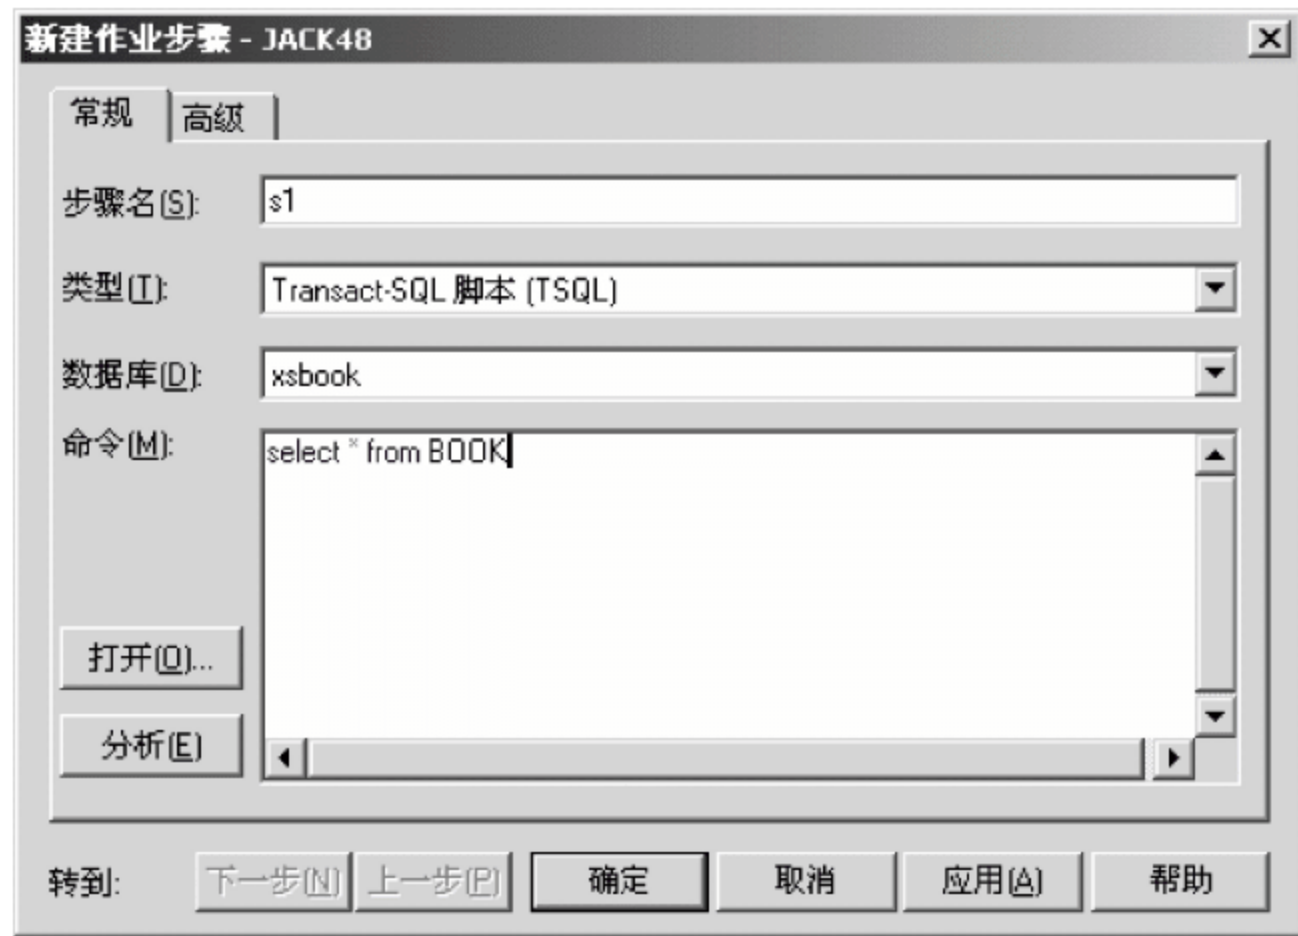 新建作业步骤 - JACK48
常规 高级
步骤名(S): s1
类型(T): Transact-SQL 脚本 (TSQL)
数据库(D): xsbook
命令(M): select * from BOOK
打开(O)...
分析(E)
转到: 下一步(N) 上一步(P) 确定 取消 应用(A) 帮助